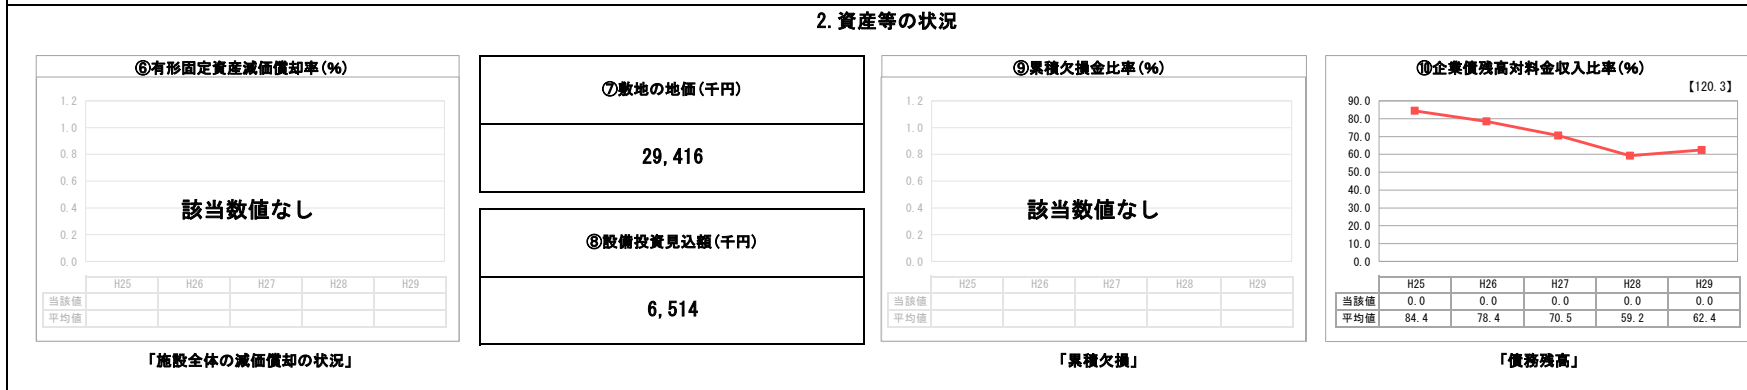 2.資産等の状況
⑥有形固定資産減価償却率(%)
1.2
1.0
0.8
0.6
0.4
0.2
0.0
該当数値なし
H25 H26 H27 H28 H29
当該値
平均値
「施設全体の減価償却の状況」
⑦敷地の地価(千円)
29,416
⑧設備投資見込額(千円)
6,514
⑨累積欠損金比率(%)
1.2
1.0
0.8
0.6
0.4
0.2
0.0
該当数値なし
H25 H26 H27 H28 H29
当該値
平均値
「累積欠損」
⑩企業債残高対料金収入比率(%)
【120.3】
90.0
80.0
70.0
60.0
50.0
40.0
30.0
20.0
10.0
0.0
H25 H26 H27 H28 H29
当該値 0.0 0.0 0.0 0.0 0.0
平均値 84.4 78.4 70.5 59.2 62.4
「債務残高」